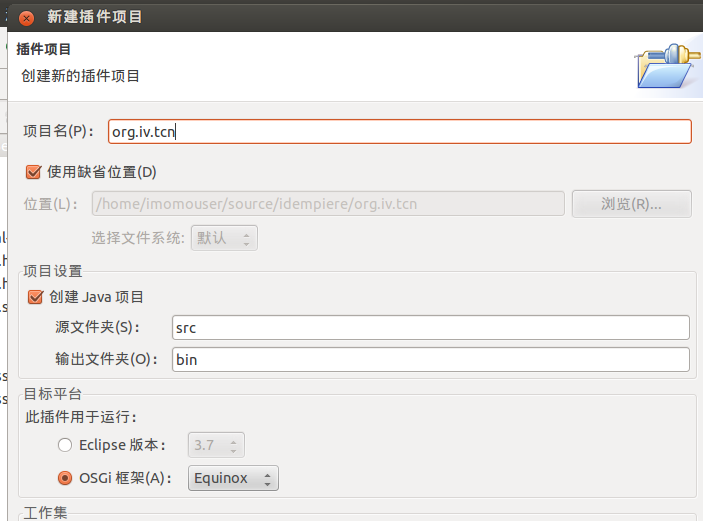 新建插件项目
插件项目
创建新的插件项目
项目名(P)： org.iv.tcn
使用缺省位置(D)
位置(L)： /home/imomouser/source/idempiere/org.iv.tcn 浏览(R)...
选择文件系统: 默认
项目设置
创建 Java 项目
源文件夹(S)： src
输出文件夹(O)： bin
目标平台
此插件用于运行：
Eclipse 版本： 3.7
OSGi 框架(A)： Equinox
工作集